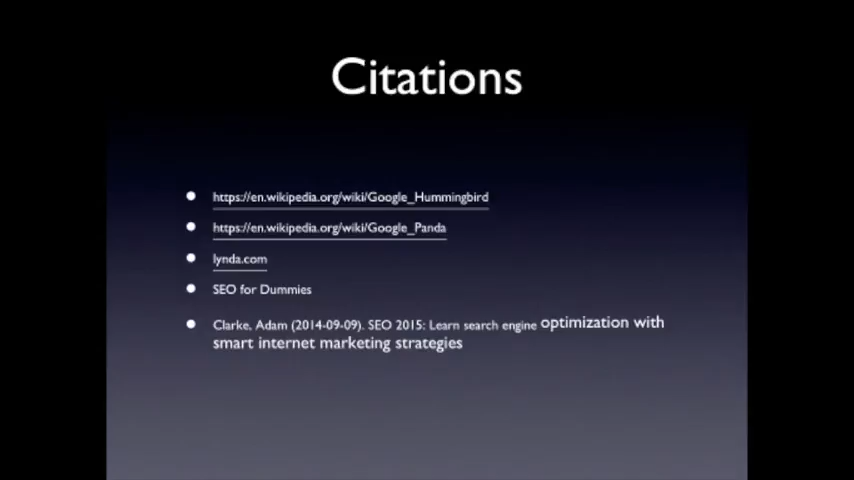 Citations
https://en.wikipedia.org/wiki/Google_Hummingbird
https://en.wikipedia.org/wiki/Google_Panda
lynda.com
SEO for Dummies
Clarke, Adam (2014-09-09). SEO 2015: Learn search engine optimization with
smart internet marketing strategies